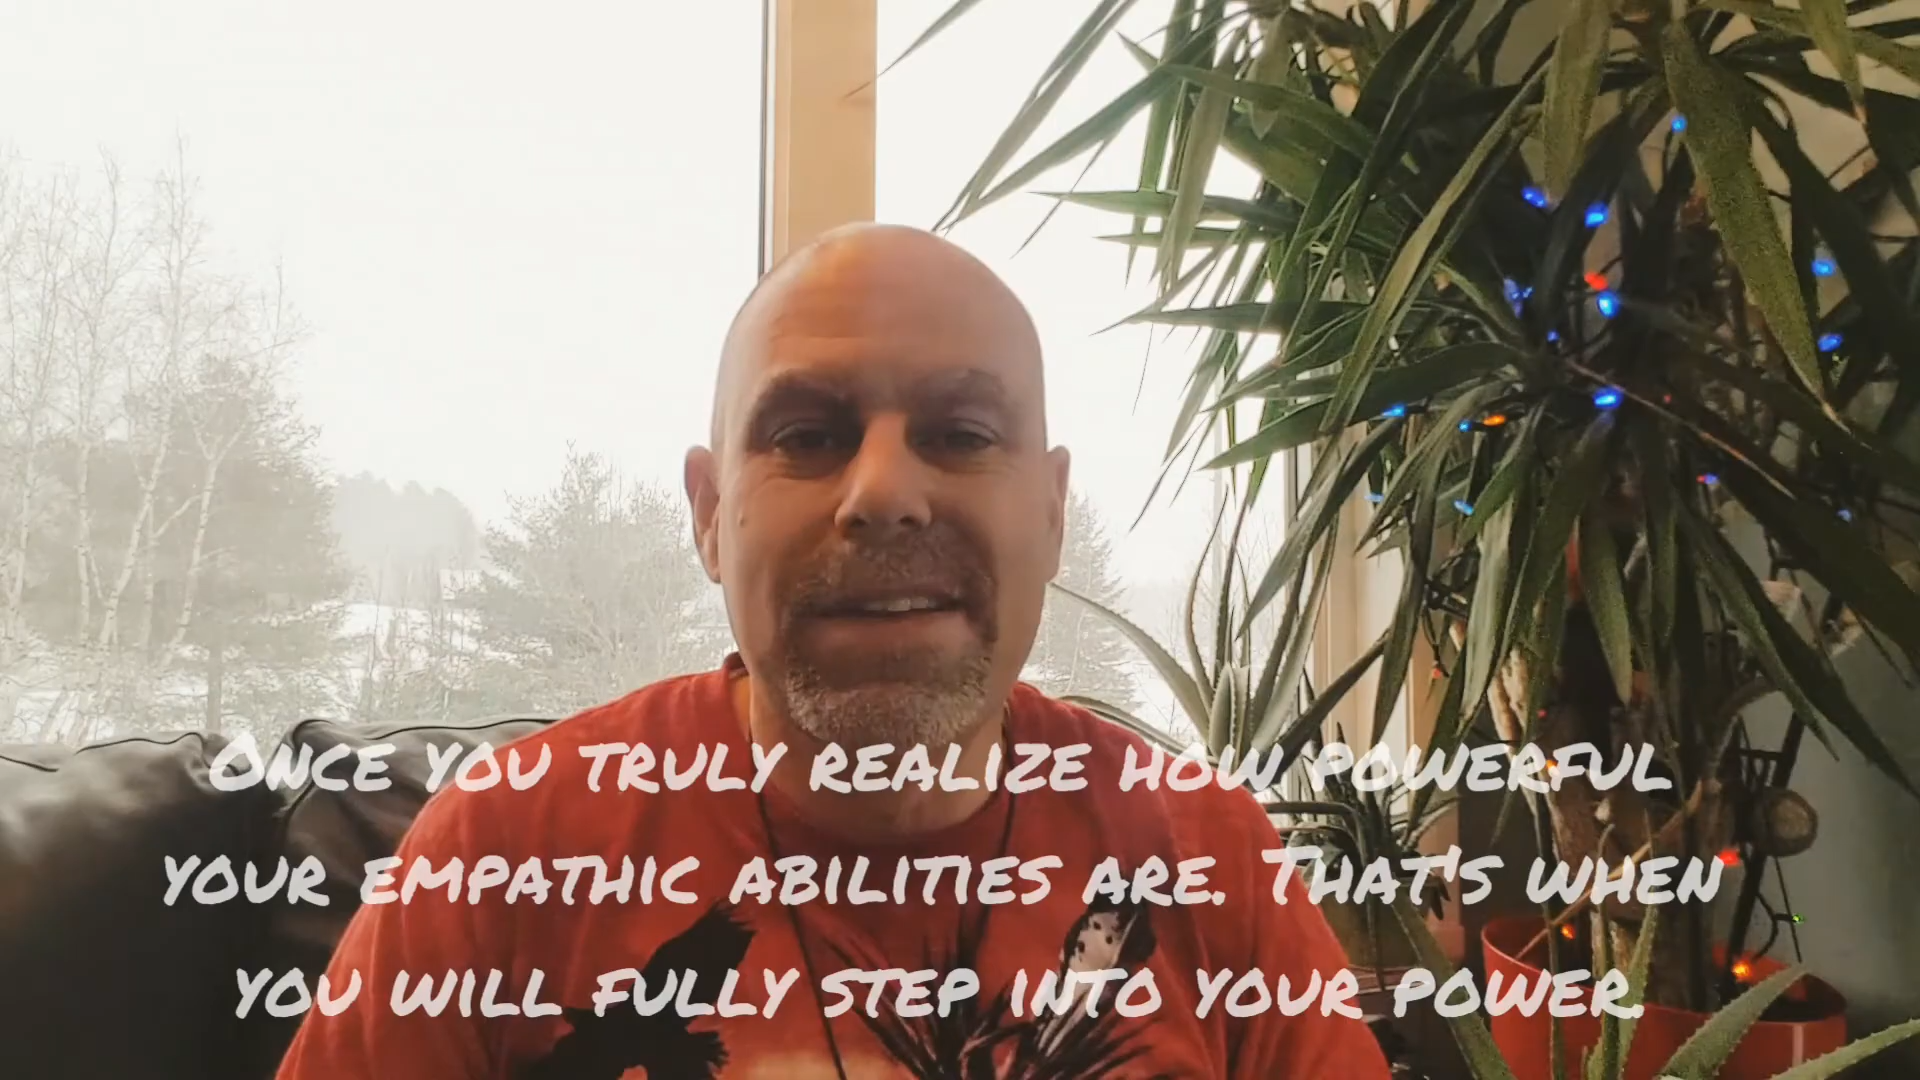 Once you truly realize how powerful
your empathic abilities are. That's when
you will fully step into your power.